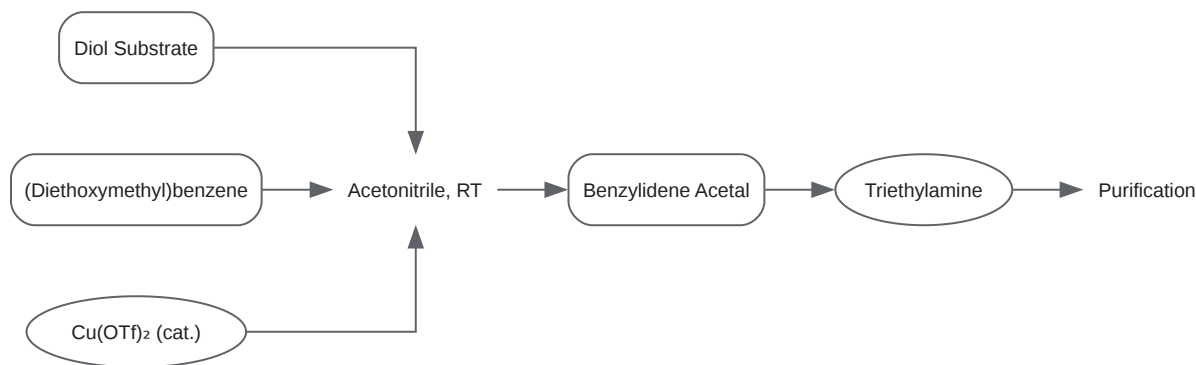 Diol Substrate
(Diethoxymethyl)benzene
Acetonitrile, RT
Benzylidene Acetal
Triethylamine
Purification
Cu(OTf)₂ (cat.)